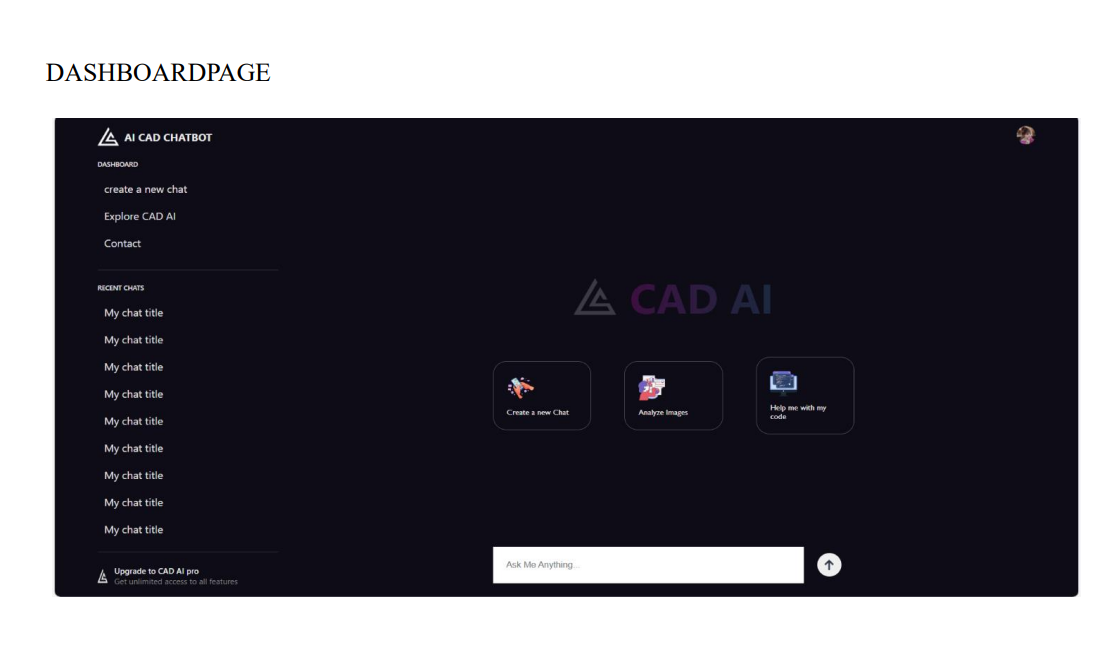 DASHBOARDPAGE
AI CAD CHATBOT
DASHBOARD
create a new chat
Explore CAD AI
Contact
RECENT CHATS
My chat title
My chat title
My chat title
My chat title
My chat title
My chat title
My chat title
My chat title
My chat title
Upgrade to CAD AI pro
Get unlimited access to all features
CAD AI
Create a new Chat
Analyze Images
Help me with my
code
Ask Me Anything...